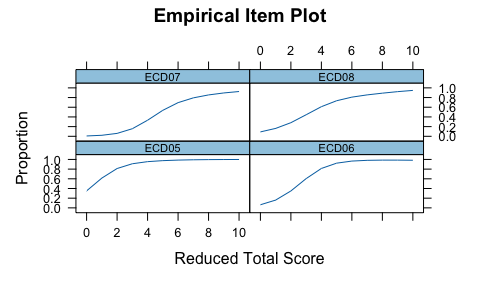 Empirical Item Plot
0 2 4 6 8 10
ECD07 ECD08
1.0
0.8
0.6
0.4
0.2
0.0
Proportion
ECD05 ECD06
1.0
0.8
0.6
0.4
0.2
0.0
0 2 4 6 8 10
Reduced Total Score